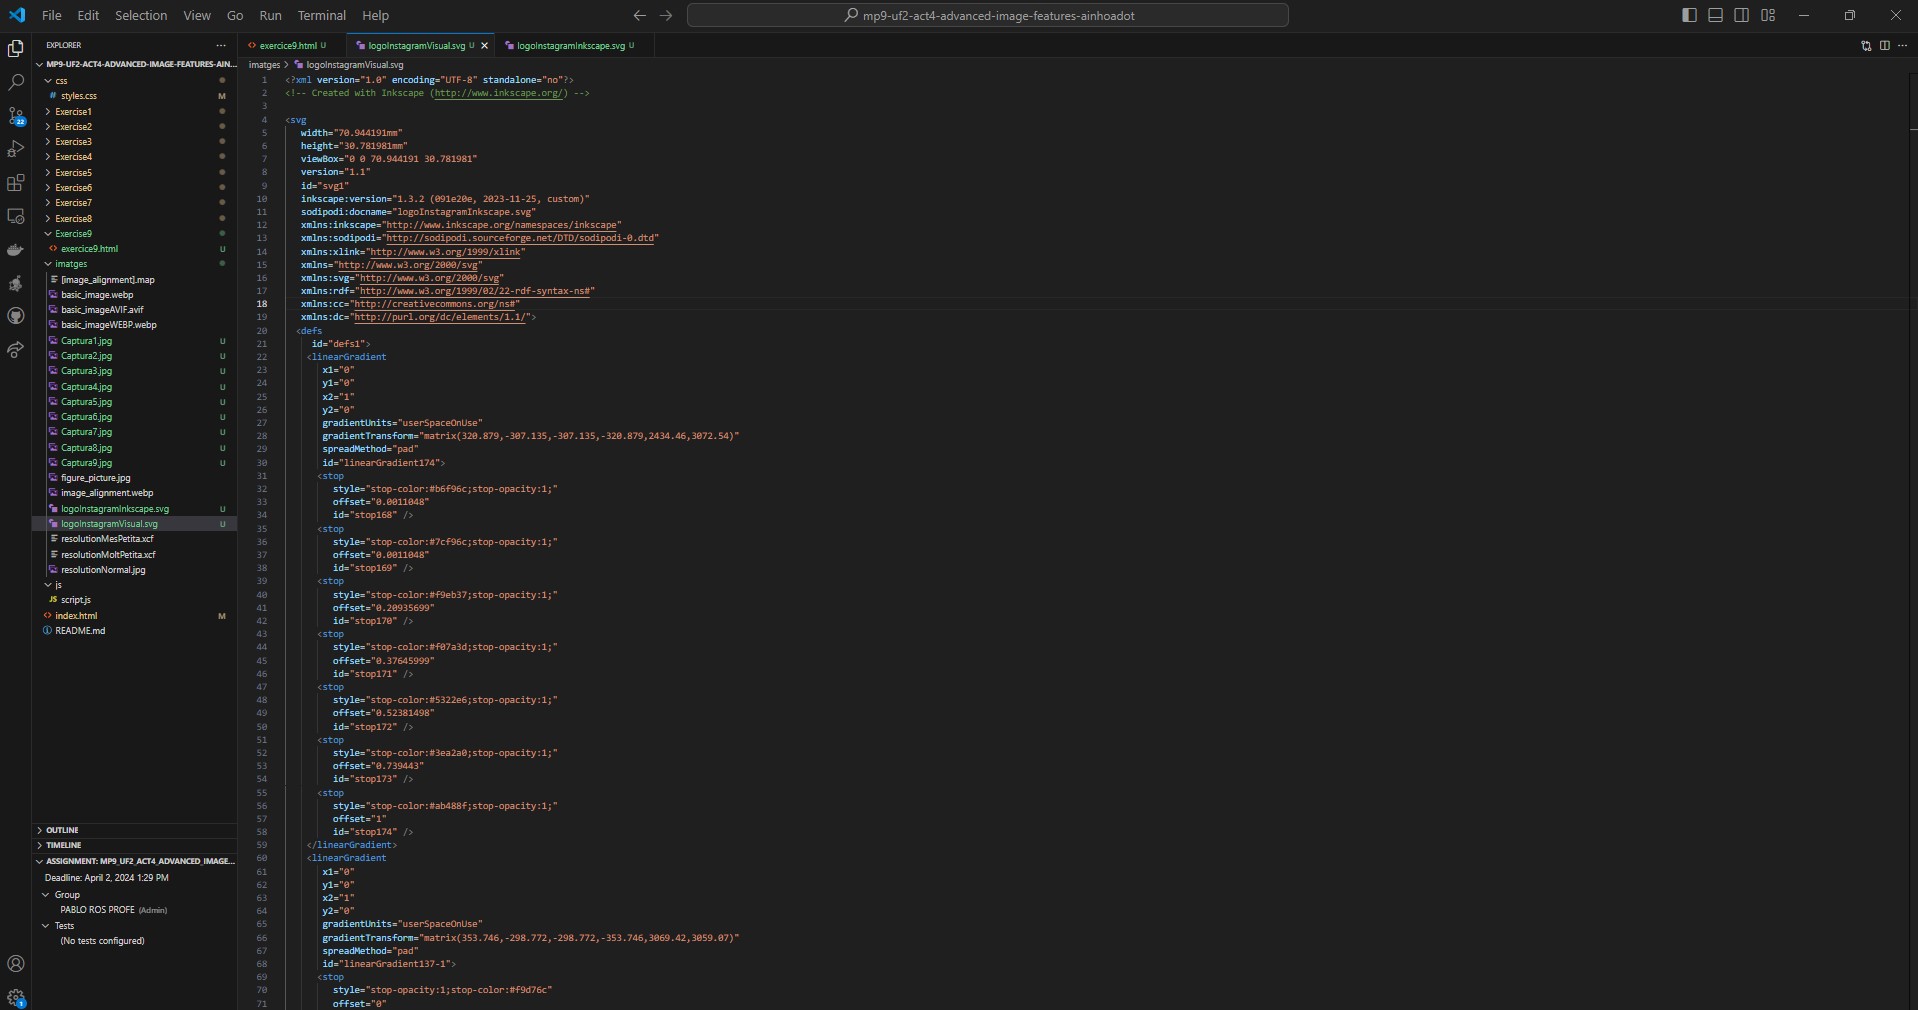 File Edit Selection View Go Run Terminal Help
mp9-uf2-act4-advanced-image-features-ainhoadot
EXPLORER
MP9-UF2-ACT4-ADVANCED-IMAGE-FEATURES-AIN...
css
# styles.css M
Exercise1
Exercise2
Exercise3
Exercise4
Exercise5
Exercise6
Exercise7
Exercise8
Exercise9
exercice9.html U
imatges
[image_alignment].map
basic_image.webp
basic_imageAVIF.avif
basic_imageWEBP.webp
Captura1.jpg U
Captura2.jpg U
Captura3.jpg U
Captura4.jpg U
Captura5.jpg U
Captura6.jpg U
Captura7.jpg U
Captura8.jpg U
Captura9.jpg U
figure_picture.jpg
image_alignment.webp
logoInstagramInkscape.svg U
logoInstagramVisual.svg U
resolutionMesPetita.xcf
resolutionMoltPetita.xcf
resolutionNormal.jpg
js
JS script.js
index.html M
README.md
OUTLINE
TIMELINE
ASSIGNMENT: MP9_UF2_ACT4_ADVANCED_IMAGE...
Deadline: April 2, 2024 1:29 PM
Group
PABLO ROS PROFE (Admin)
Tests
(No tests configured)
22
1
exercice9.html U logoInstagramVisual.svg U logoInstagramInkscape.svg U
imatges > logoInstagramVisual.svg
1 <?xml version="1.0" encoding="UTF-8" standalone="no"?>
2 <!-- Created with Inkscape (http://www.inkscape.org/) -->
3
4 <svg
5 width="70.944191mm"
6 height="30.781981mm"
7 viewBox="0 0 70.944191 30.781981"
8 version="1.1"
9 id="svg1"
10 inkscape:version="1.3.2 (091e20e, 2023-11-25, custom)"
11 sodipodi:docname="logoInstagramInkscape.svg"
12 xmlns:inkscape="http://www.inkscape.org/namespaces/inkscape"
13 xmlns:sodipodi="http://sodipodi.sourceforge.net/DTD/sodipodi-0.dtd"
14 xmlns:xlink="http://www.w3.org/1999/xlink"
15 xmlns="http://www.w3.org/2000/svg"
16 xmlns:svg="http://www.w3.org/2000/svg"
17 xmlns:rdf="http://www.w3.org/1999/02/22-rdf-syntax-ns#"
18 xmlns:cc="http://creativecommons.org/ns#"
19 xmlns:dc="http://purl.org/dc/elements/1.1/">
20 <defs
21 id="defs1">
22 <linearGradient
23 x1="0"
24 y1="0"
25 x2="1"
26 y2="0"
27 gradientUnits="userSpaceOnUse"
28 gradientTransform="matrix(320.879,-307.135,-307.135,-320.879,2434.46,3072.54)"
29 spreadMethod="pad"
30 id="linearGradient174">
31 <stop
32 style="stop-color:#b6f96c;stop-opacity:1;"
33 offset="0.0011048"
34 id="stop168" />
35 <stop
36 style="stop-color:#7cf96c;stop-opacity:1;"
37 offset="0.0011048"
38 id="stop169" />
39 <stop
40 style="stop-color:#f9eb37;stop-opacity:1;"
41 offset="0.20935699"
42 id="stop170" />
43 <stop
44 style="stop-color:#f07a3d;stop-opacity:1;"
45 offset="0.37645999"
46 id="stop171" />
47 <stop
48 style="stop-color:#5322e6;stop-opacity:1;"
49 offset="0.52381498"
50 id="stop172" />
51 <stop
52 style="stop-color:#3ea2a0;stop-opacity:1;"
53 offset="0.739443"
54 id="stop173" />
55 <stop
56 style="stop-color:#ab488f;stop-opacity:1;"
57 offset="1"
58 id="stop174" />
59 </linearGradient>
60 <linearGradient
61 x1="0"
62 y1="0"
63 x2="1"
64 y2="0"
65 gradientUnits="userSpaceOnUse"
66 gradientTransform="matrix(353.746,-298.772,-298.772,-353.746,3069.42,3059.07)"
67 spreadMethod="pad"
68 id="linearGradient137-1">
69 <stop
70 style="stop-opacity:1;stop-color:#f9d76c"
71 offset="0"